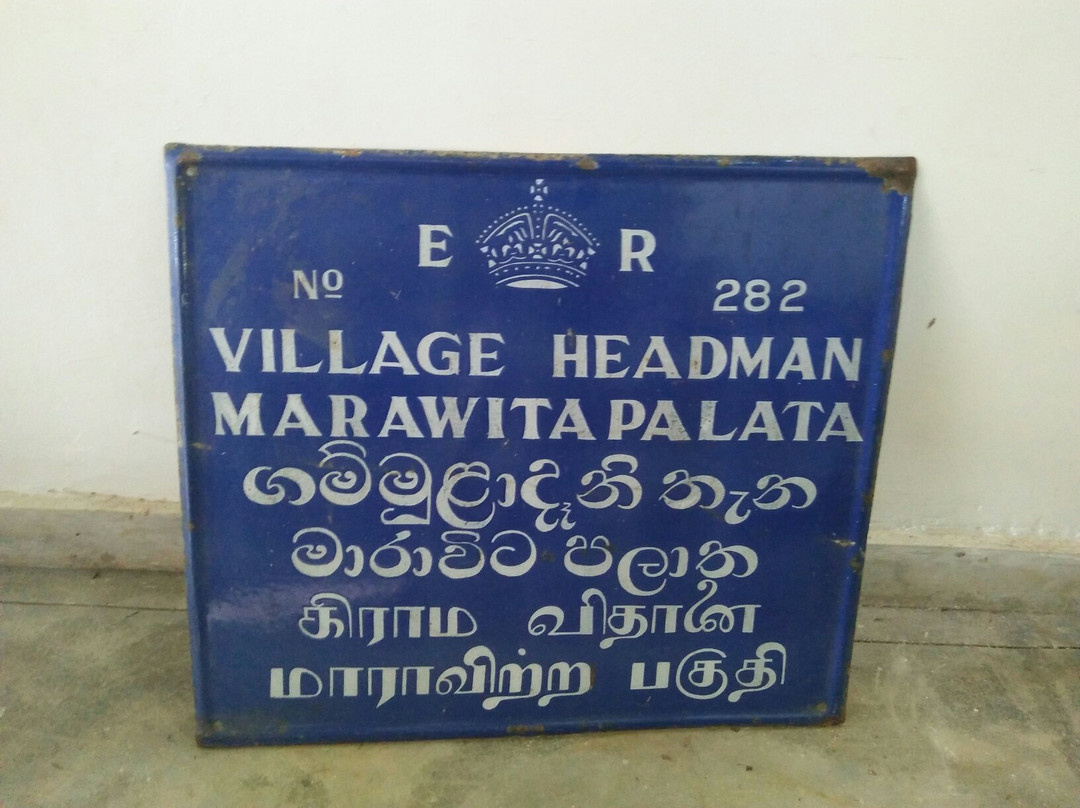 E R
No 282
VILLAGE HEADMAN
MARAWITA PALATA
ගම්මුළාදෑනි තැන
මාරාවිට පලාත
கிராம விதானை
மாராவிற்ற பகுதி